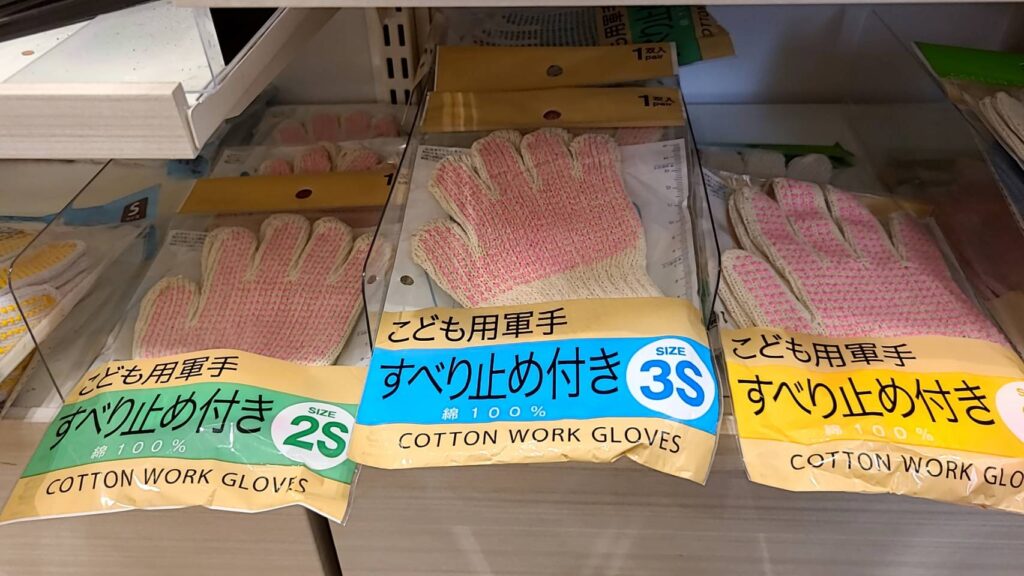 1双入
pair
1双入
1pair
S
こども用軍手
すべり止め付き
綿100%
SIZE
2S
COTTON WORK GLOVES
こども用軍手
すべり止め付き
綿100%
SIZE
3S
COTTON WORK GLOVES
こども用軍手
すべり止め付き
綿100%
COTTON WORK GLO